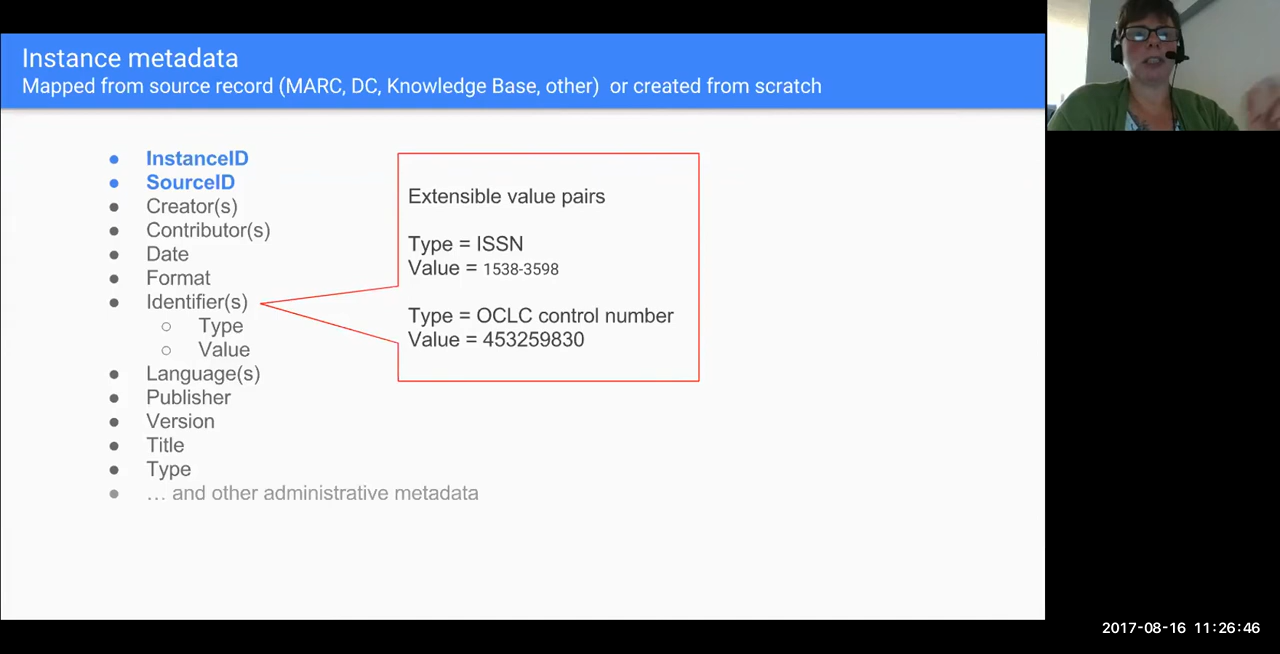 Instance metadata
Mapped from source record (MARC, DC, Knowledge Base, other)  or created from scratch
InstanceID
SourceID
Creator(s)
Contributor(s)
Date
Format
Identifier(s)
Type
Value
Language(s)
Publisher
Version
Title
Type
… and other administrative metadata
Extensible value pairs
Type = ISSN
Value = 1538-3598
Type = OCLC control number
Value = 453259830
2017-08-16 11:26:46